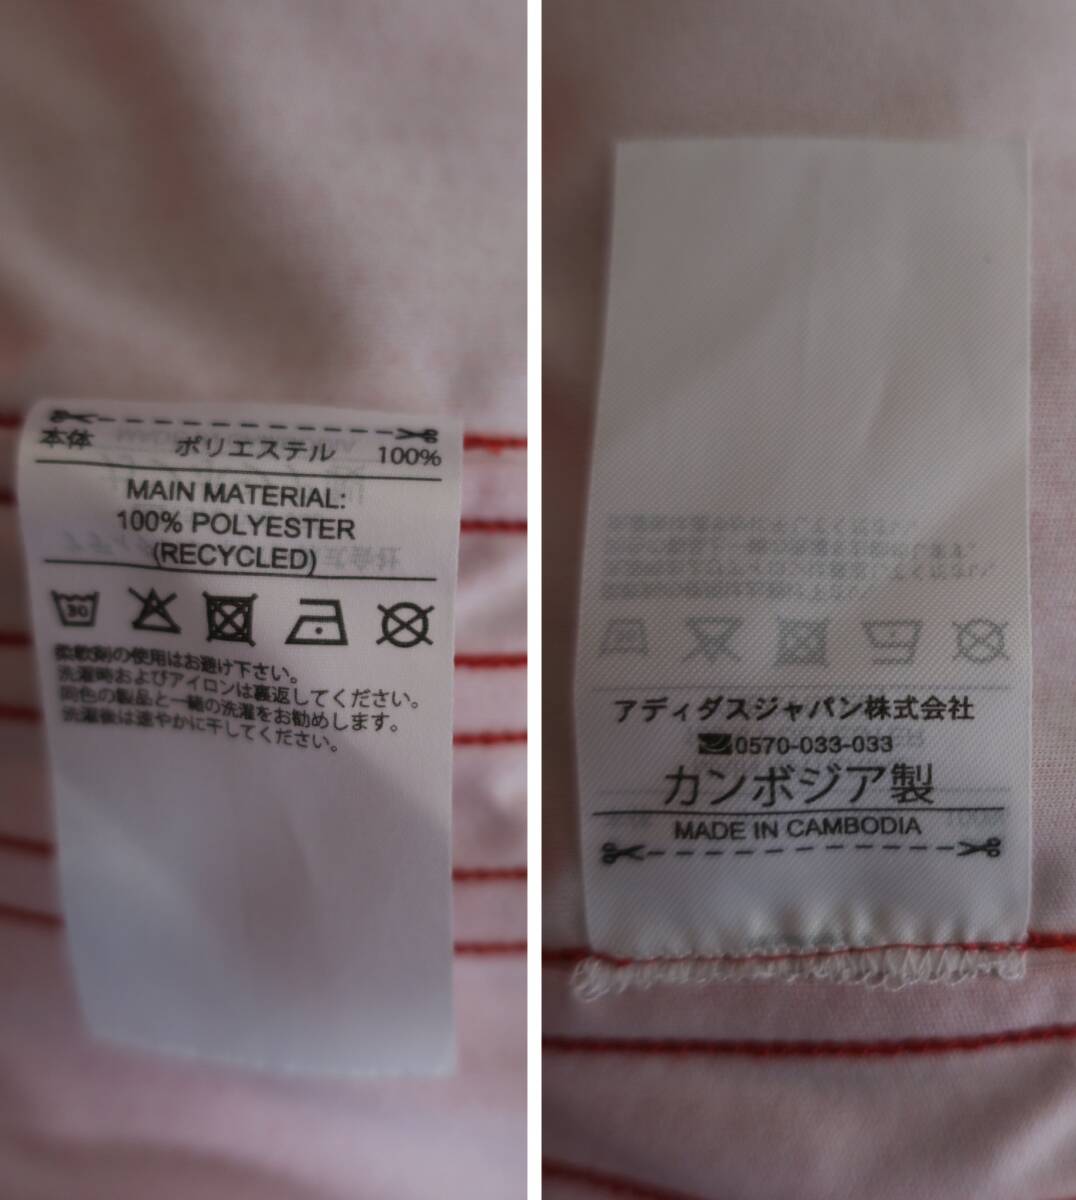 本体 ポリエステル 100%
MAIN MATERIAL:
100% POLYESTER
(RECYCLED)
30
柔軟剤の使用はお避け下さい。
洗濯時およびアイロンは裏返してください。
同色の製品と一緒の洗濯をお勧めします。
洗濯後は速やかに干してください。
アディダスジャパン株式会社
0570-033-033
カンボジア製
MADE IN CAMBODIA